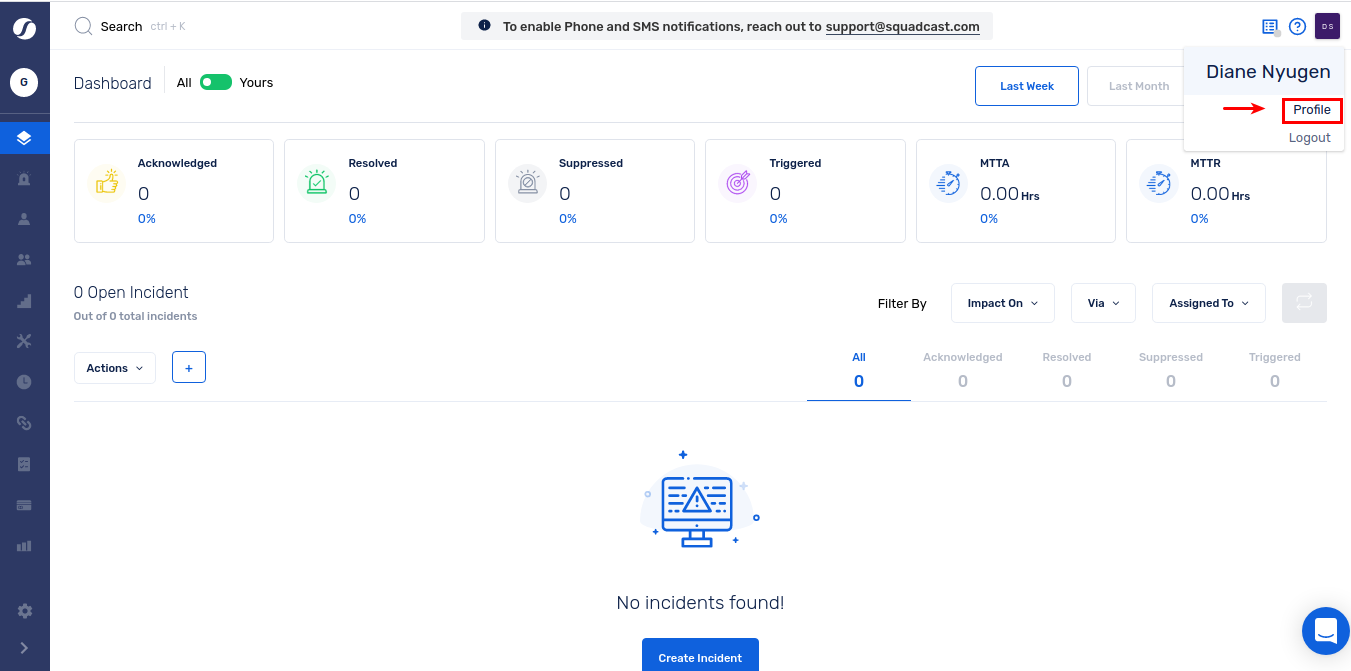 Search ctrl + K
To enable Phone and SMS notifications, reach out to support@squadcast.com
DS
G
Diane Nyugen
Profile
Logout
Dashboard
All Yours
Last Week
Last Month
Acknowledged
0
0%
Resolved
0
0%
Suppressed
0
0%
Triggered
0
0%
MTTA
0.00 Hrs
0%
MTTR
0.00 Hrs
0%
0 Open Incident
Out of 0 total incidents
Filter By
Impact On
Via
Assigned To
Actions
+
All
0
Acknowledged
0
Resolved
0
Suppressed
0
Triggered
0
No incidents found!
Create Incident